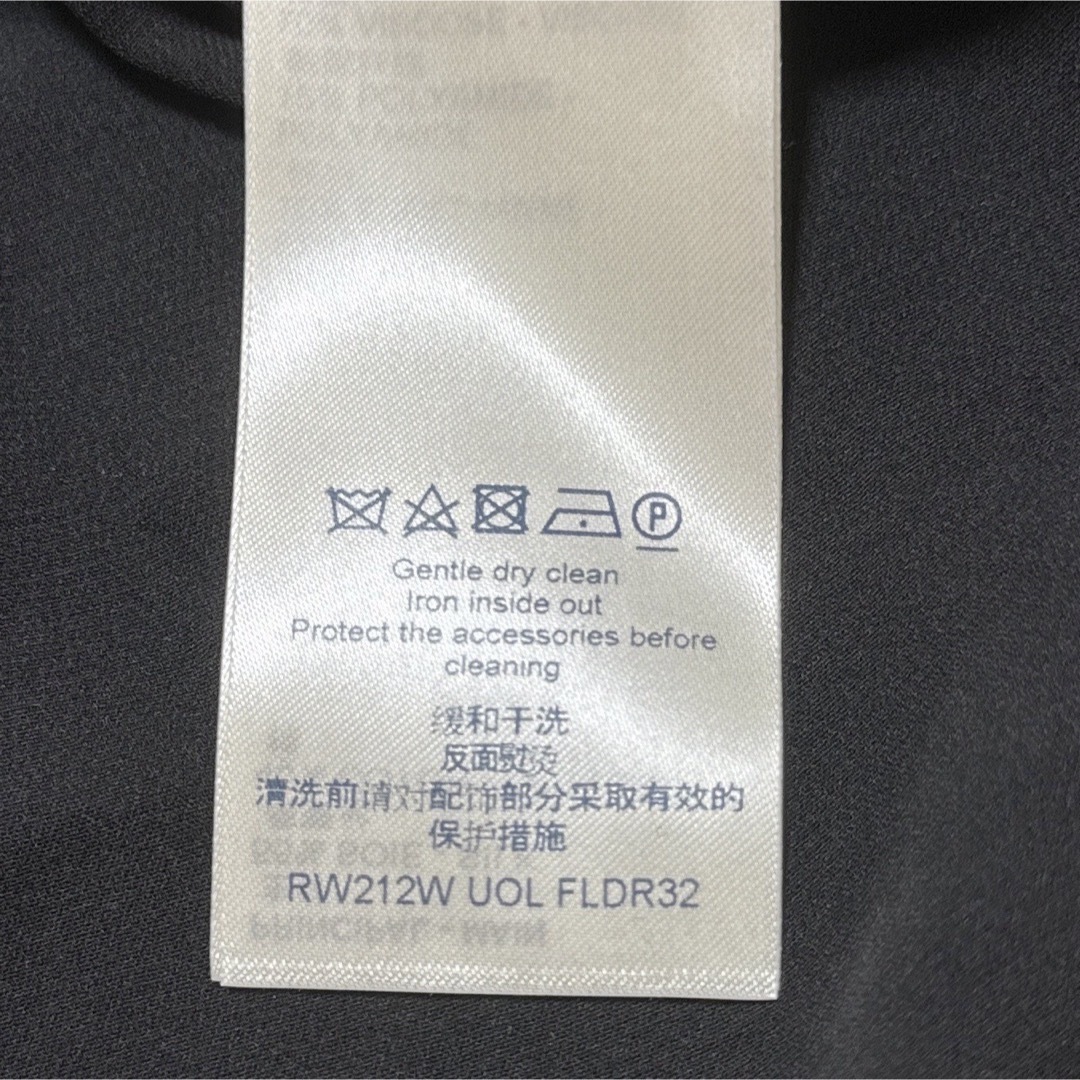 P
Gentle dry clean
Iron inside out
Protect the accessories before
cleaning
缓和干洗
反面熨烫
清洗前请对配饰部分采取有效的
保护措施
RW212W UOL FLDR32